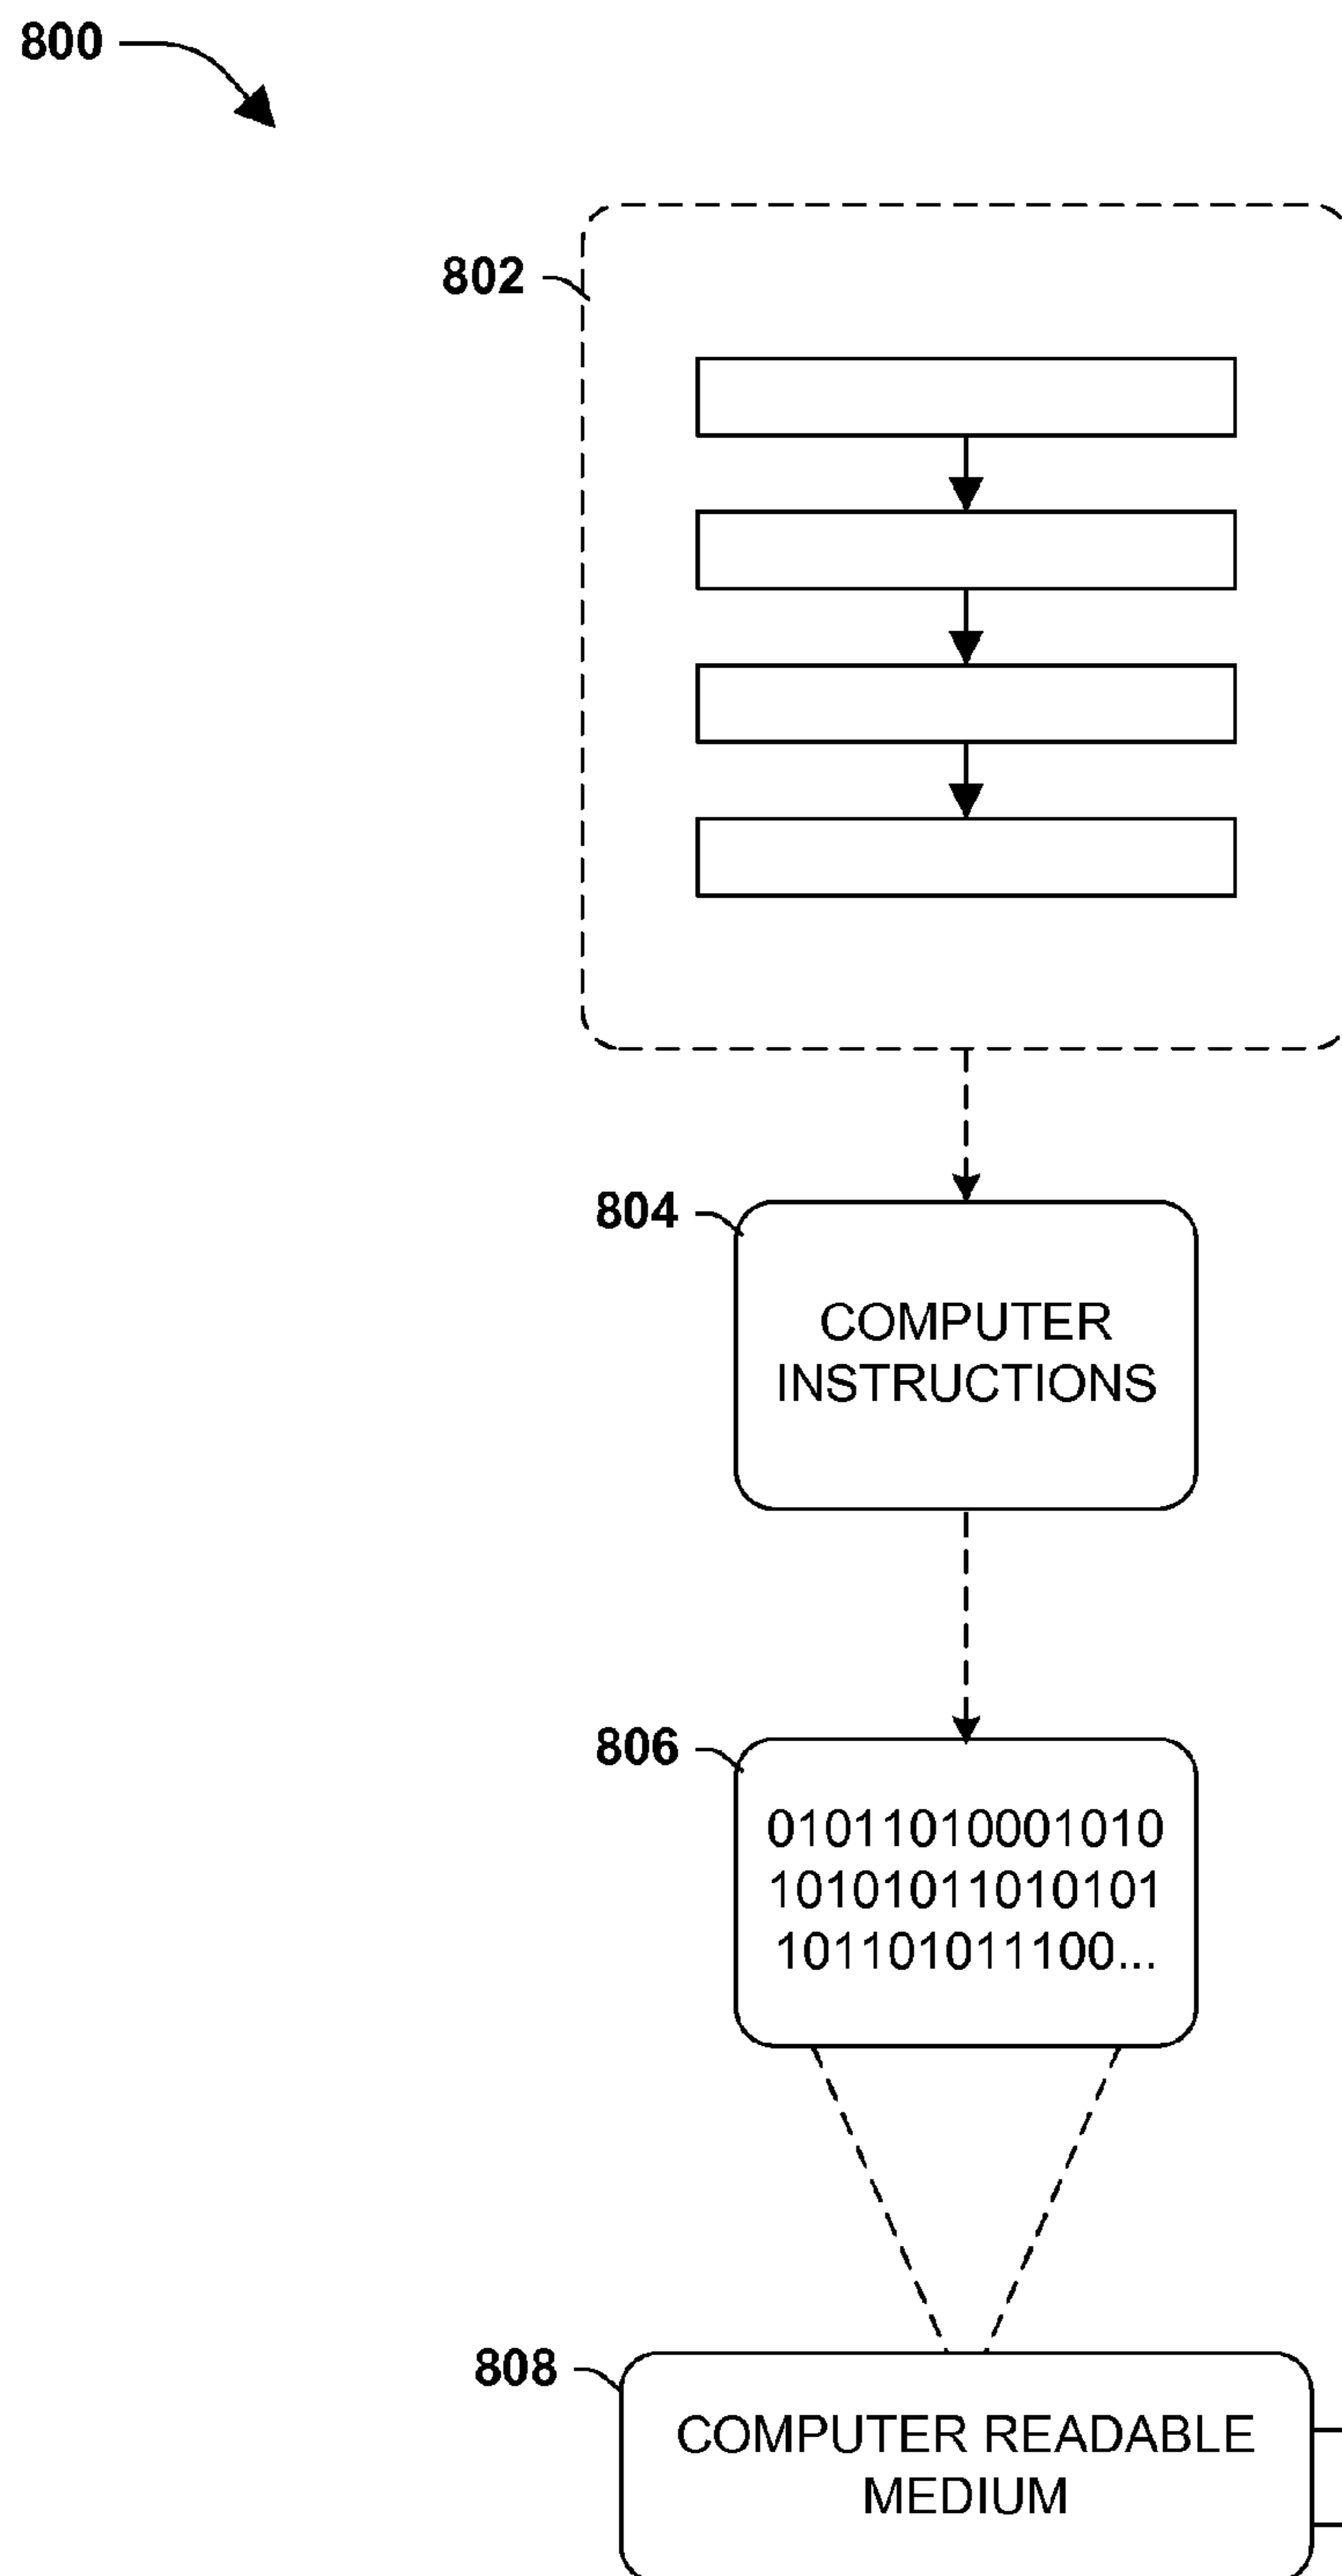 800
802
804
COMPUTER
INSTRUCTIONS
806
01011010001010
10101011010101
101101011100...
808
COMPUTER READABLE
MEDIUM